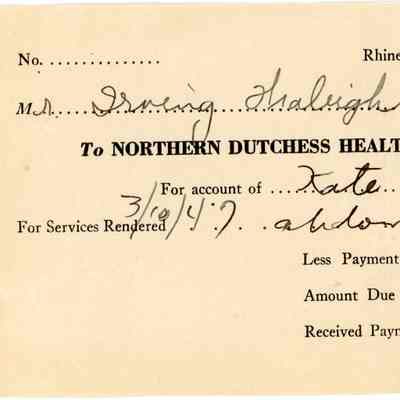 No. ...............
Rhine
Mr. Irving Haleigh
To NORTHERN DUTCHESS HEALT
For account of ....Kate
For Services Rendered 3/10/47. abdom
Less Payment
Amount Due
Received Payn